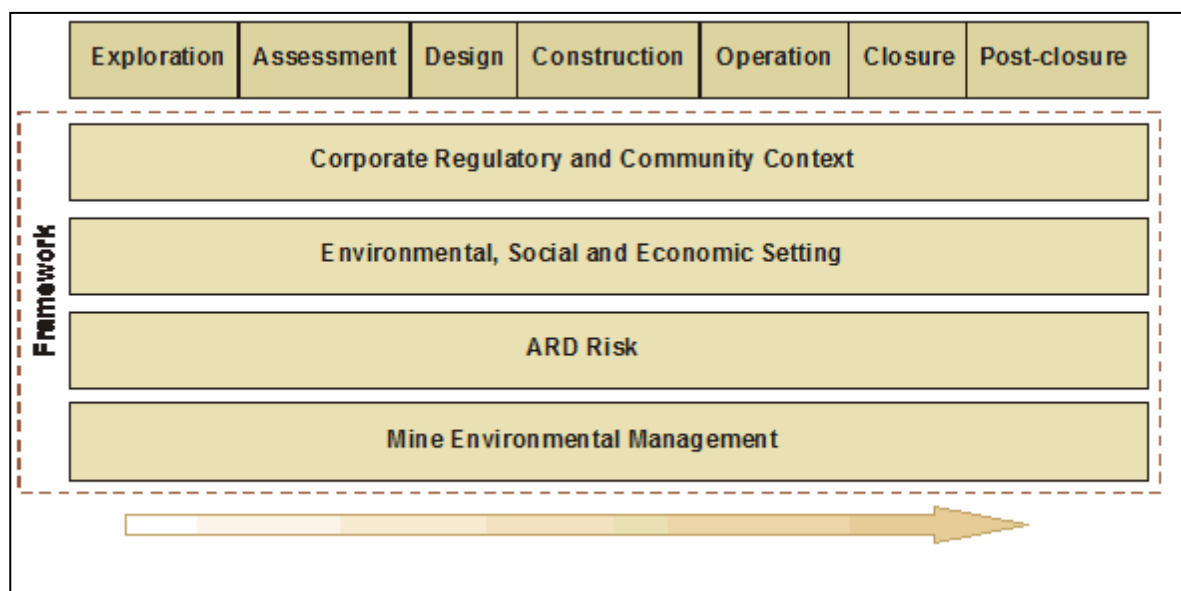 Exploration Assessment Design Construction Operation Closure Post-closure
Framework
Corporate Regulatory and Community Context
Environmental, Social and Economic Setting
ARD Risk
Mine Environmental Management